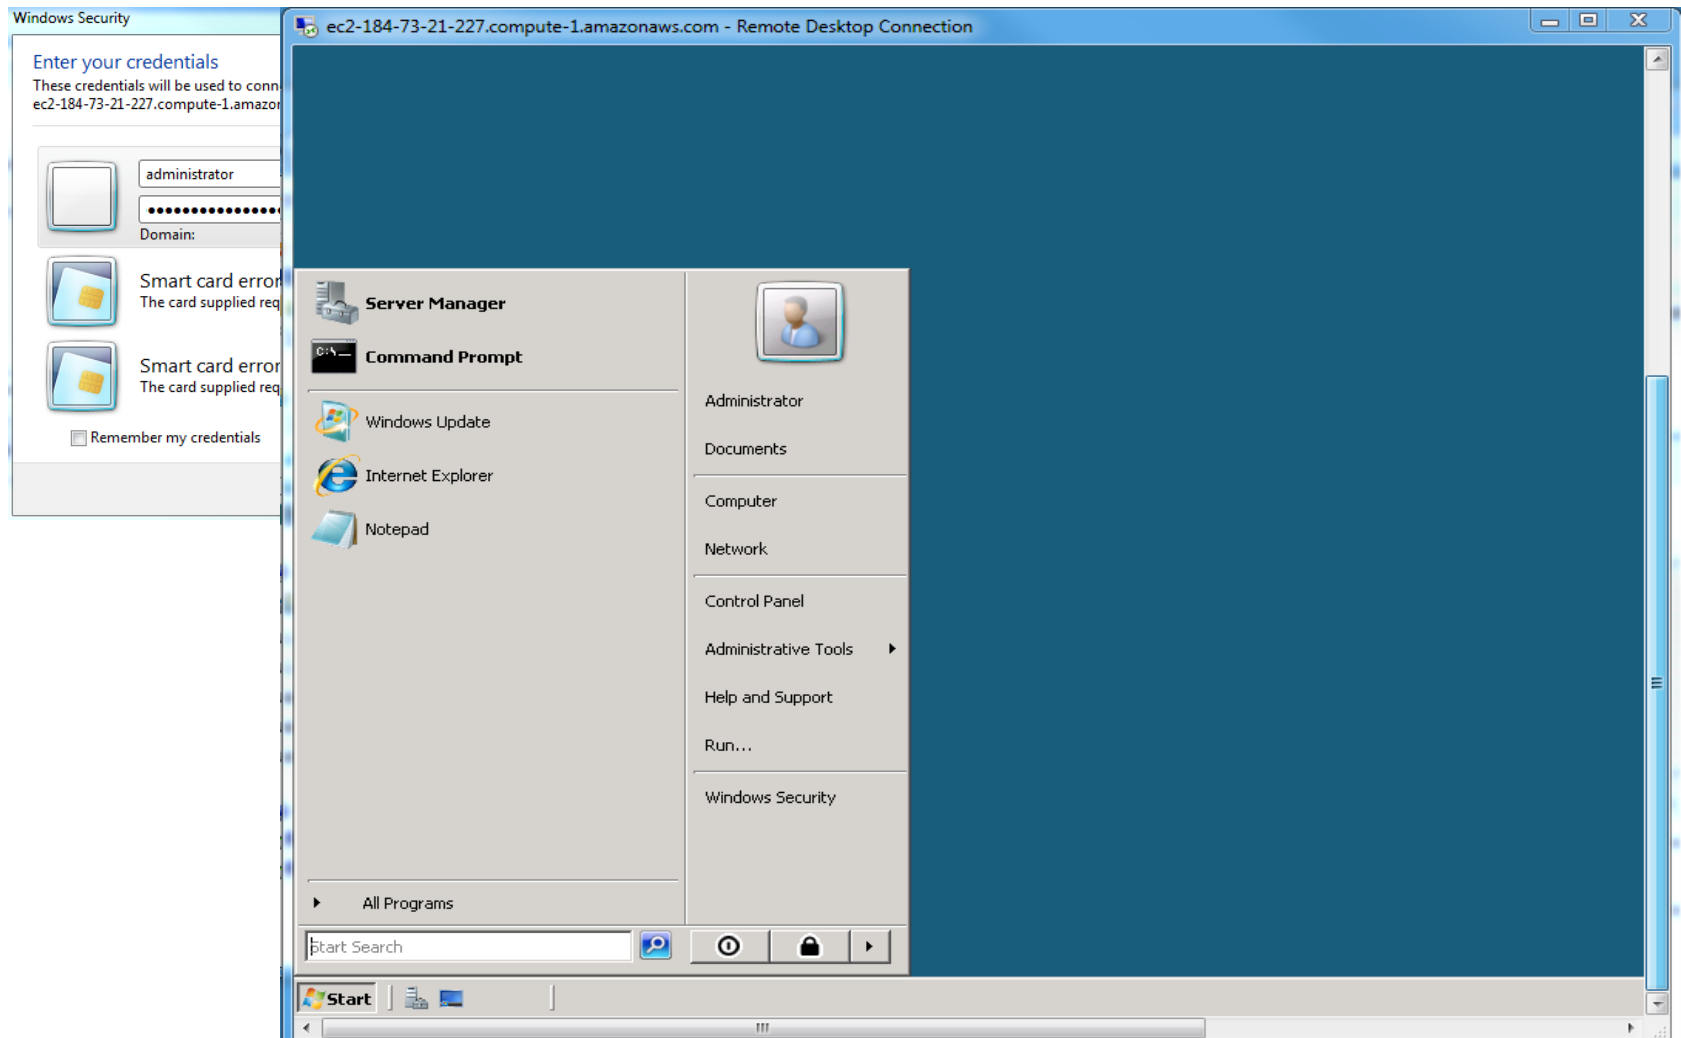 Windows Security
Enter your credentials
These credentials will be used to conn
ec2-184-73-21-227.compute-1.amazon
administrator
Domain:
Smart card error
The card supplied req
Smart card error
The card supplied req
Remember my credentials
ec2-184-73-21-227.compute-1.amazonaws.com - Remote Desktop Connection
Server Manager
C:\_
Command Prompt
Windows Update
Internet Explorer
Notepad
All Programs
Start Search
Administrator
Documents
Computer
Network
Control Panel
Administrative Tools
Help and Support
Run...
Windows Security
Start